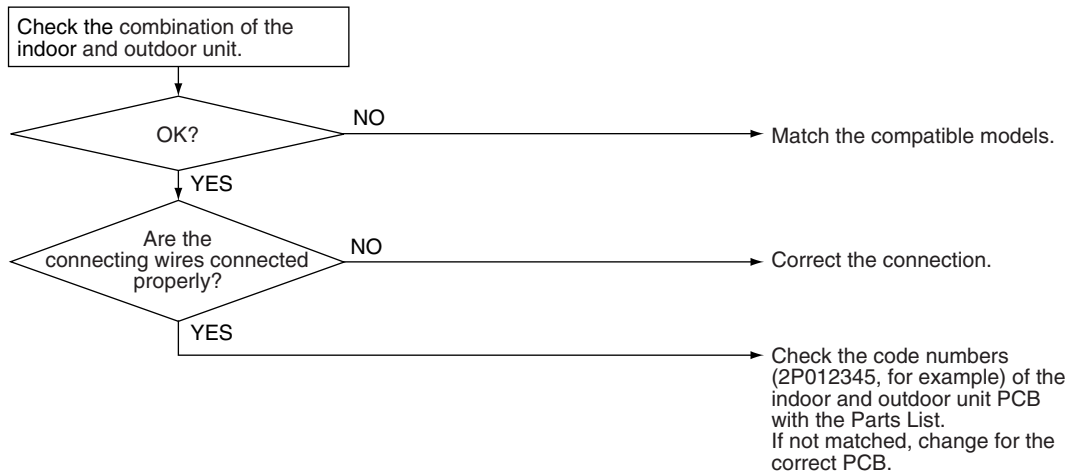 Check the combination of the
indoor and outdoor unit.
OK?
NO
Match the compatible models.
YES
Are the
connecting wires connected
properly?
NO
Correct the connection.
YES
Check the code numbers
(2P012345, for example) of the
indoor and outdoor unit PCB
with the Parts List.
If not matched, change for the
correct PCB.